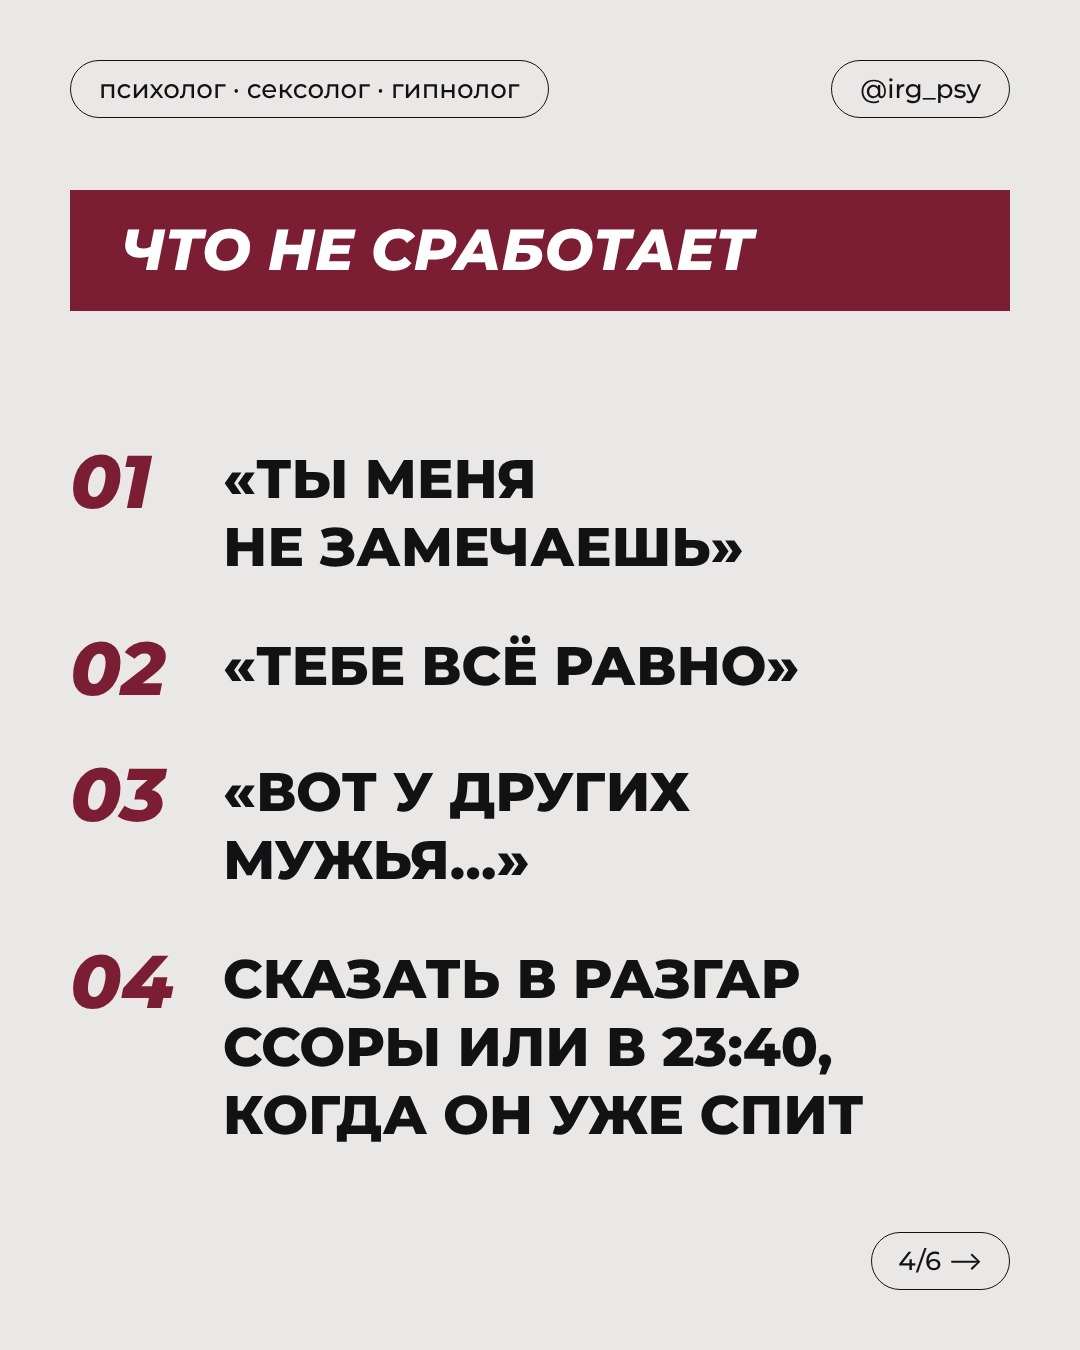 психолог · сексолог · гипнолог
@irg_psy
ЧТО НЕ СРАБОТАЕТ
01 «ТЫ МЕНЯ
НЕ ЗАМЕЧАЕШЬ»
02 «ТЕБЕ ВСЁ РАВНО»
03 «ВОТ У ДРУГИХ
МУЖЬЯ...»
04 СКАЗАТЬ В РАЗГАР
ССОРЫ ИЛИ В 23:40,
КОГДА ОН УЖЕ СПИТ
4/6 →